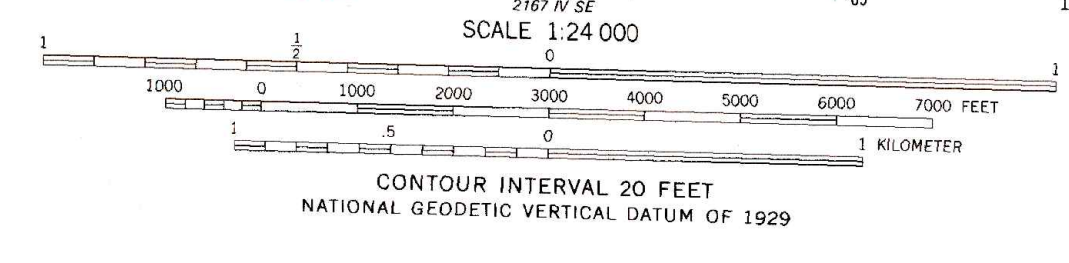 2167 IV SE
SCALE 1:24 000
1 1/2 0 1
1000 0 1000 2000 3000 4000 5000 6000 7000 FEET
1 .5 0 1 KILOMETER
CONTOUR INTERVAL 20 FEET
NATIONAL GEODETIC VERTICAL DATUM OF 1929